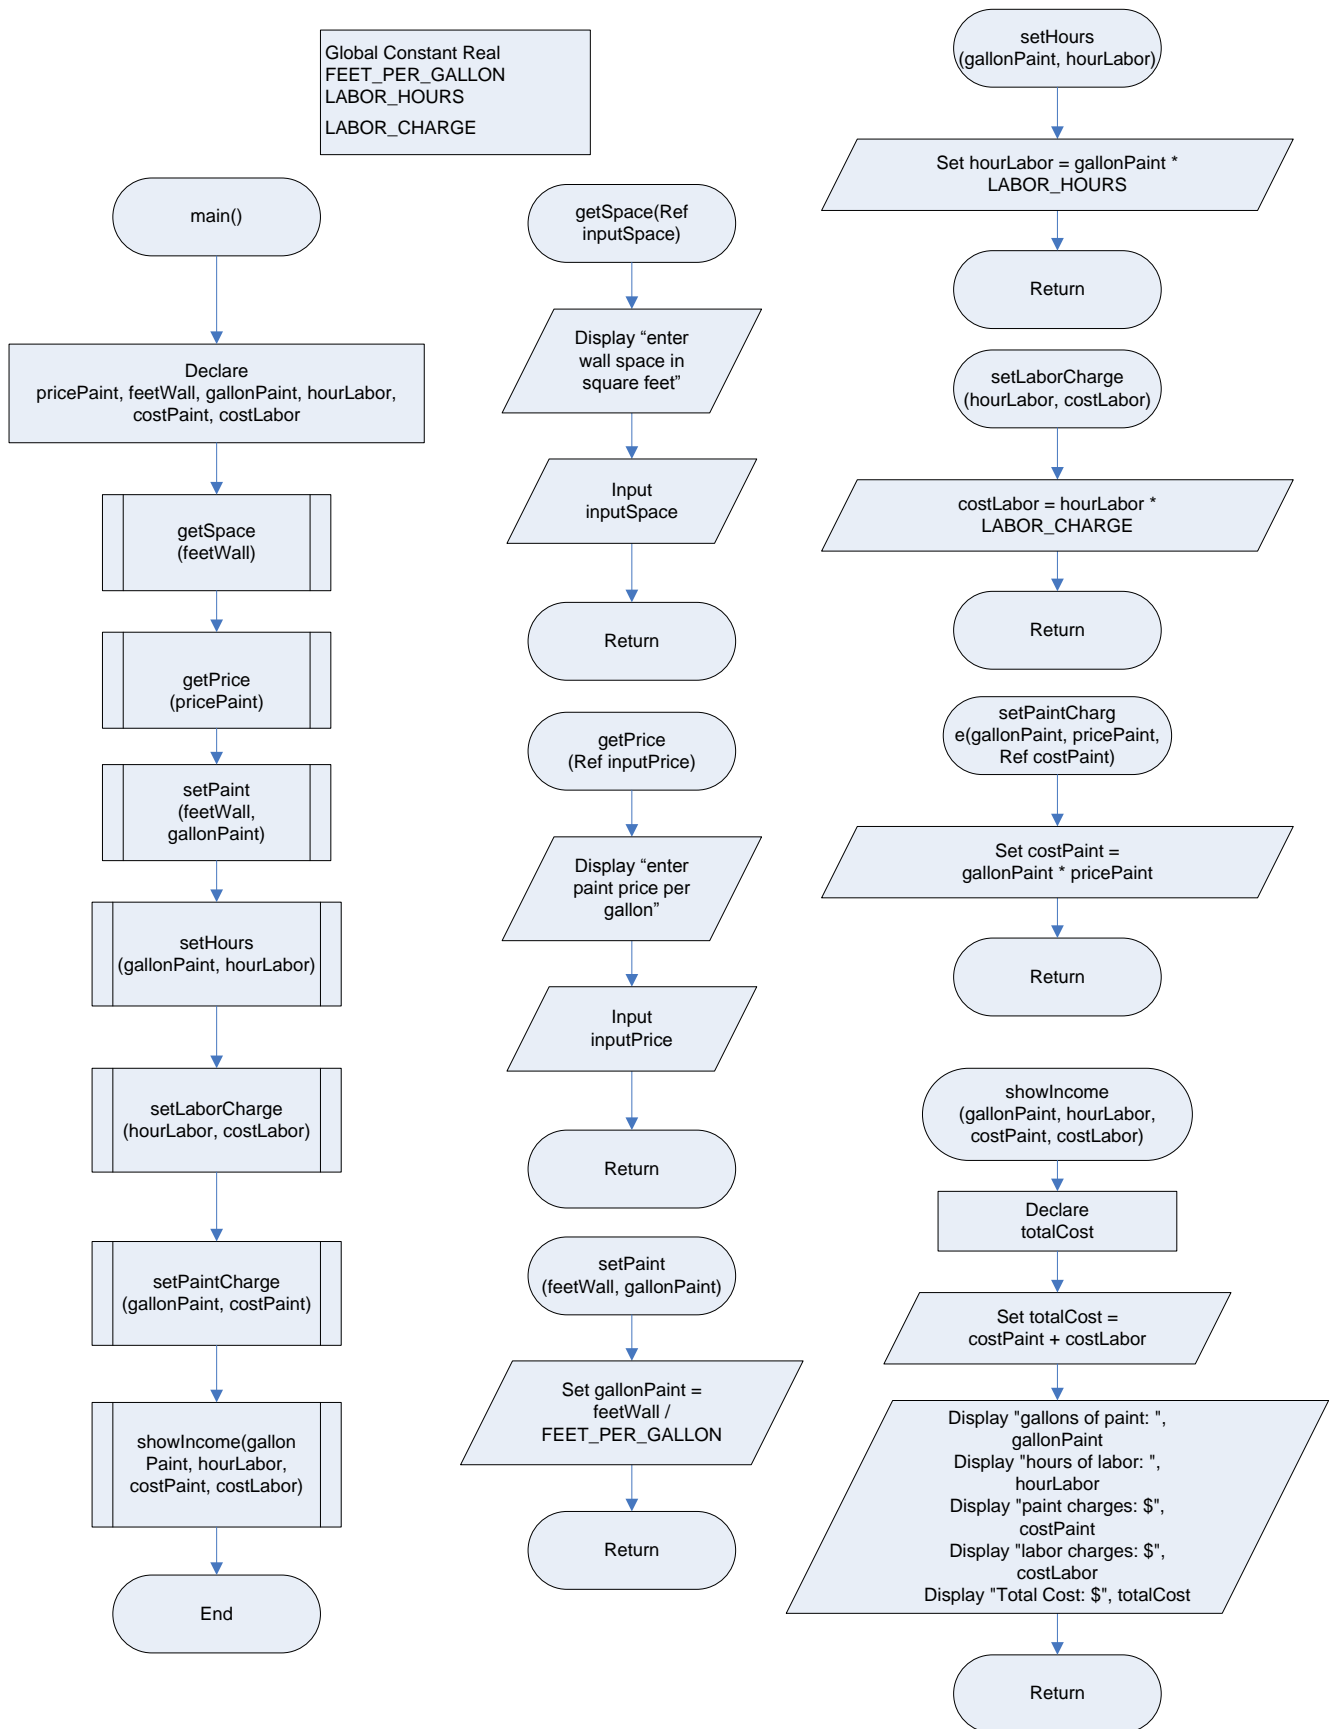 Global Constant Real
FEET_PER_GALLON
LABOR_HOURS
LABOR_CHARGE
main()
Declare
pricePaint, feetWall, gallonPaint, hourLabor,
costPaint, costLabor
getSpace
(feetWall)
getPrice
(pricePaint)
setPaint
(feetWall,
gallonPaint)
setHours
(gallonPaint, hourLabor)
setLaborCharge
(hourLabor, costLabor)
setPaintCharge
(gallonPaint, costPaint)
showIncome(gallon
Paint, hourLabor,
costPaint, costLabor)
End
getSpace(Ref
inputSpace)
Display “enter
wall space in
square feet”
Input
inputSpace
Return
getPrice
(Ref inputPrice)
Display “enter
paint price per
gallon”
Input
inputPrice
Return
setPaint
(feetWall, gallonPaint)
Set gallonPaint =
feetWall /
FEET_PER_GALLON
Return
setHours
(gallonPaint, hourLabor)
Set hourLabor = gallonPaint *
LABOR_HOURS
Return
setLaborCharge
(hourLabor, costLabor)
costLabor = hourLabor *
LABOR_CHARGE
Return
setPaintCharg
e(gallonPaint, pricePaint,
Ref costPaint)
Set costPaint =
gallonPaint * pricePaint
Return
showIncome
(gallonPaint, hourLabor,
costPaint, costLabor)
Declare
totalCost
Set totalCost =
costPaint + costLabor
Display "gallons of paint: ",
gallonPaint
Display "hours of labor: ",
hourLabor
Display "paint charges: $",
costPaint
Display "labor charges: $",
costLabor
Display "Total Cost: $", totalCost
Return